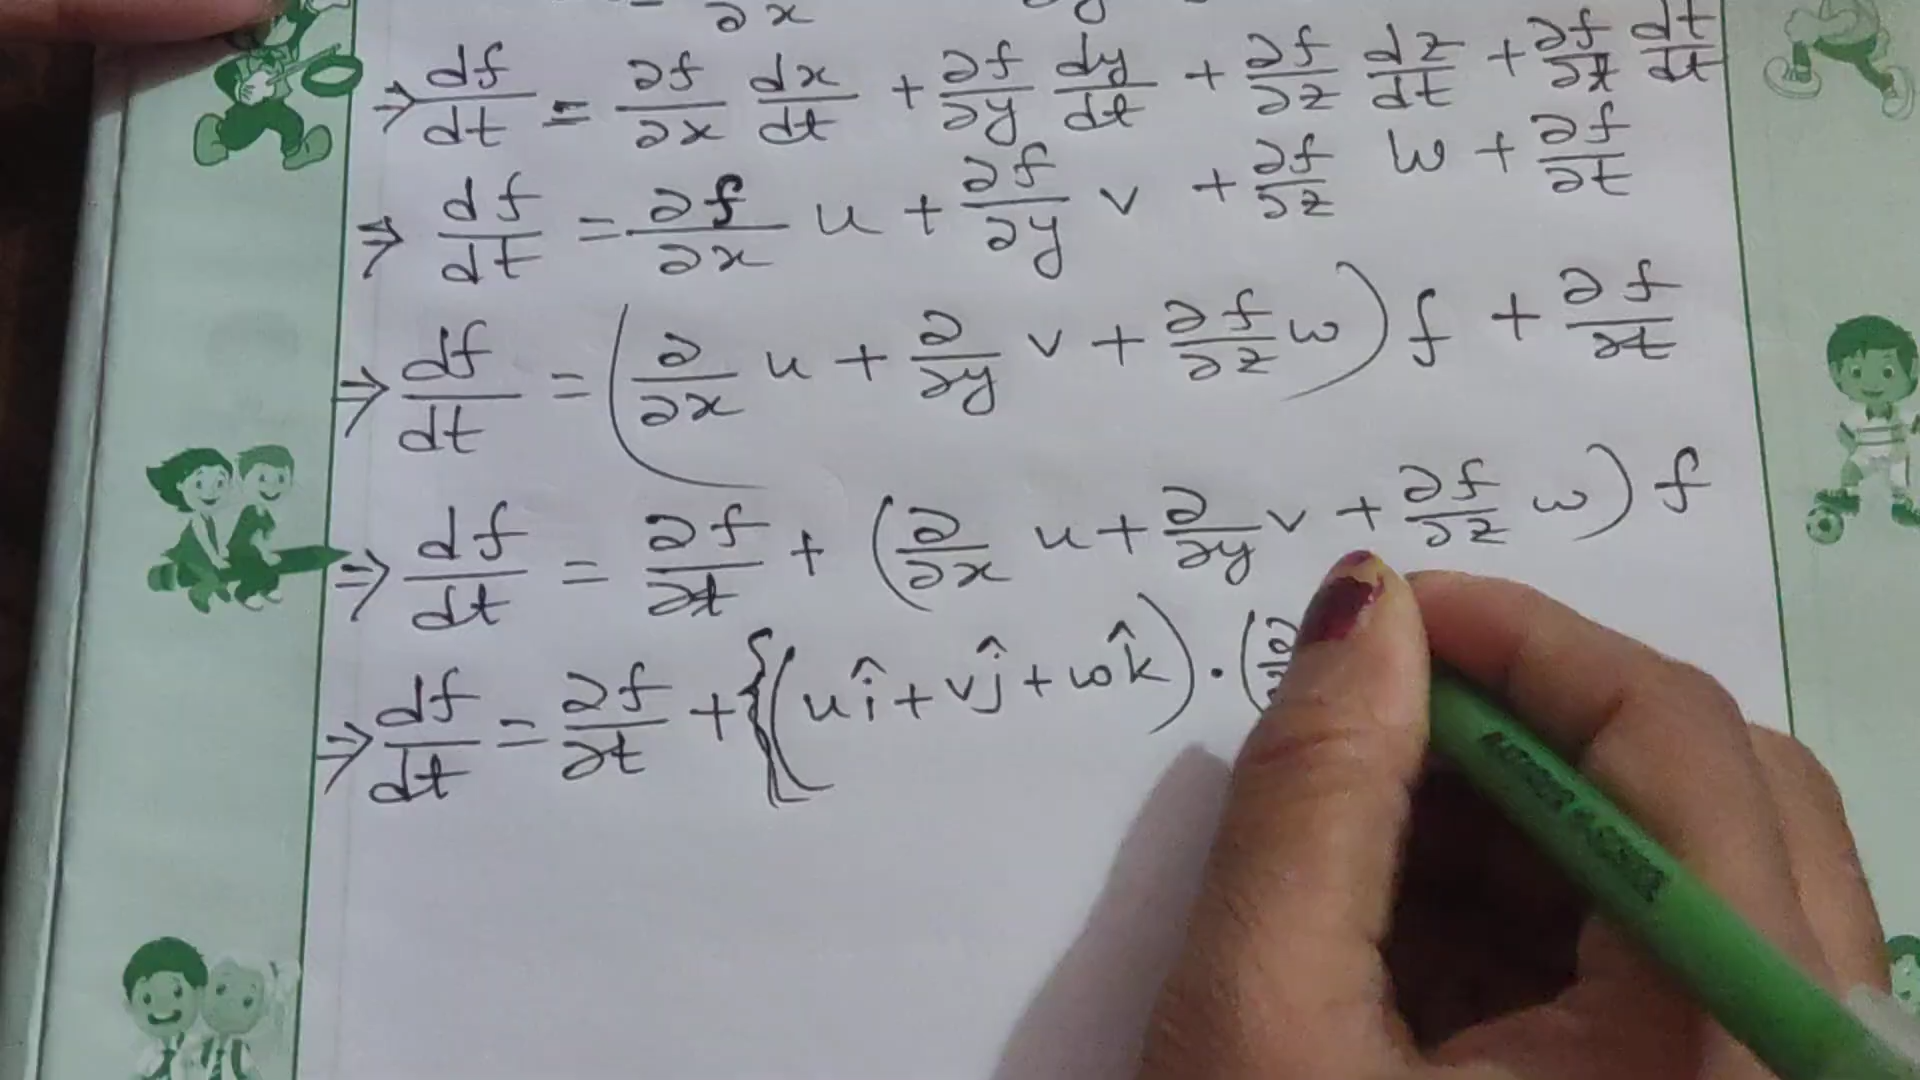 ∂x ∂y
⇒ df/dt = ∂f/∂x dx/dt + ∂f/∂y dy/dt + ∂f/∂z dz/dt + ∂f/∂t dt/dt
⇒ df/dt = ∂f/∂x u + ∂f/∂y v + ∂f/∂z w + ∂f/∂t
⇒ df/dt = (∂/∂x u + ∂/∂y v + ∂f/∂z w) f + ∂f/∂t
⇒ df/dt = ∂f/∂t + (∂/∂x u + ∂/∂y v + ∂f/∂z w) f
⇒ df/dt = ∂f/∂t + {(uî + vĵ + wk̂) · (∂